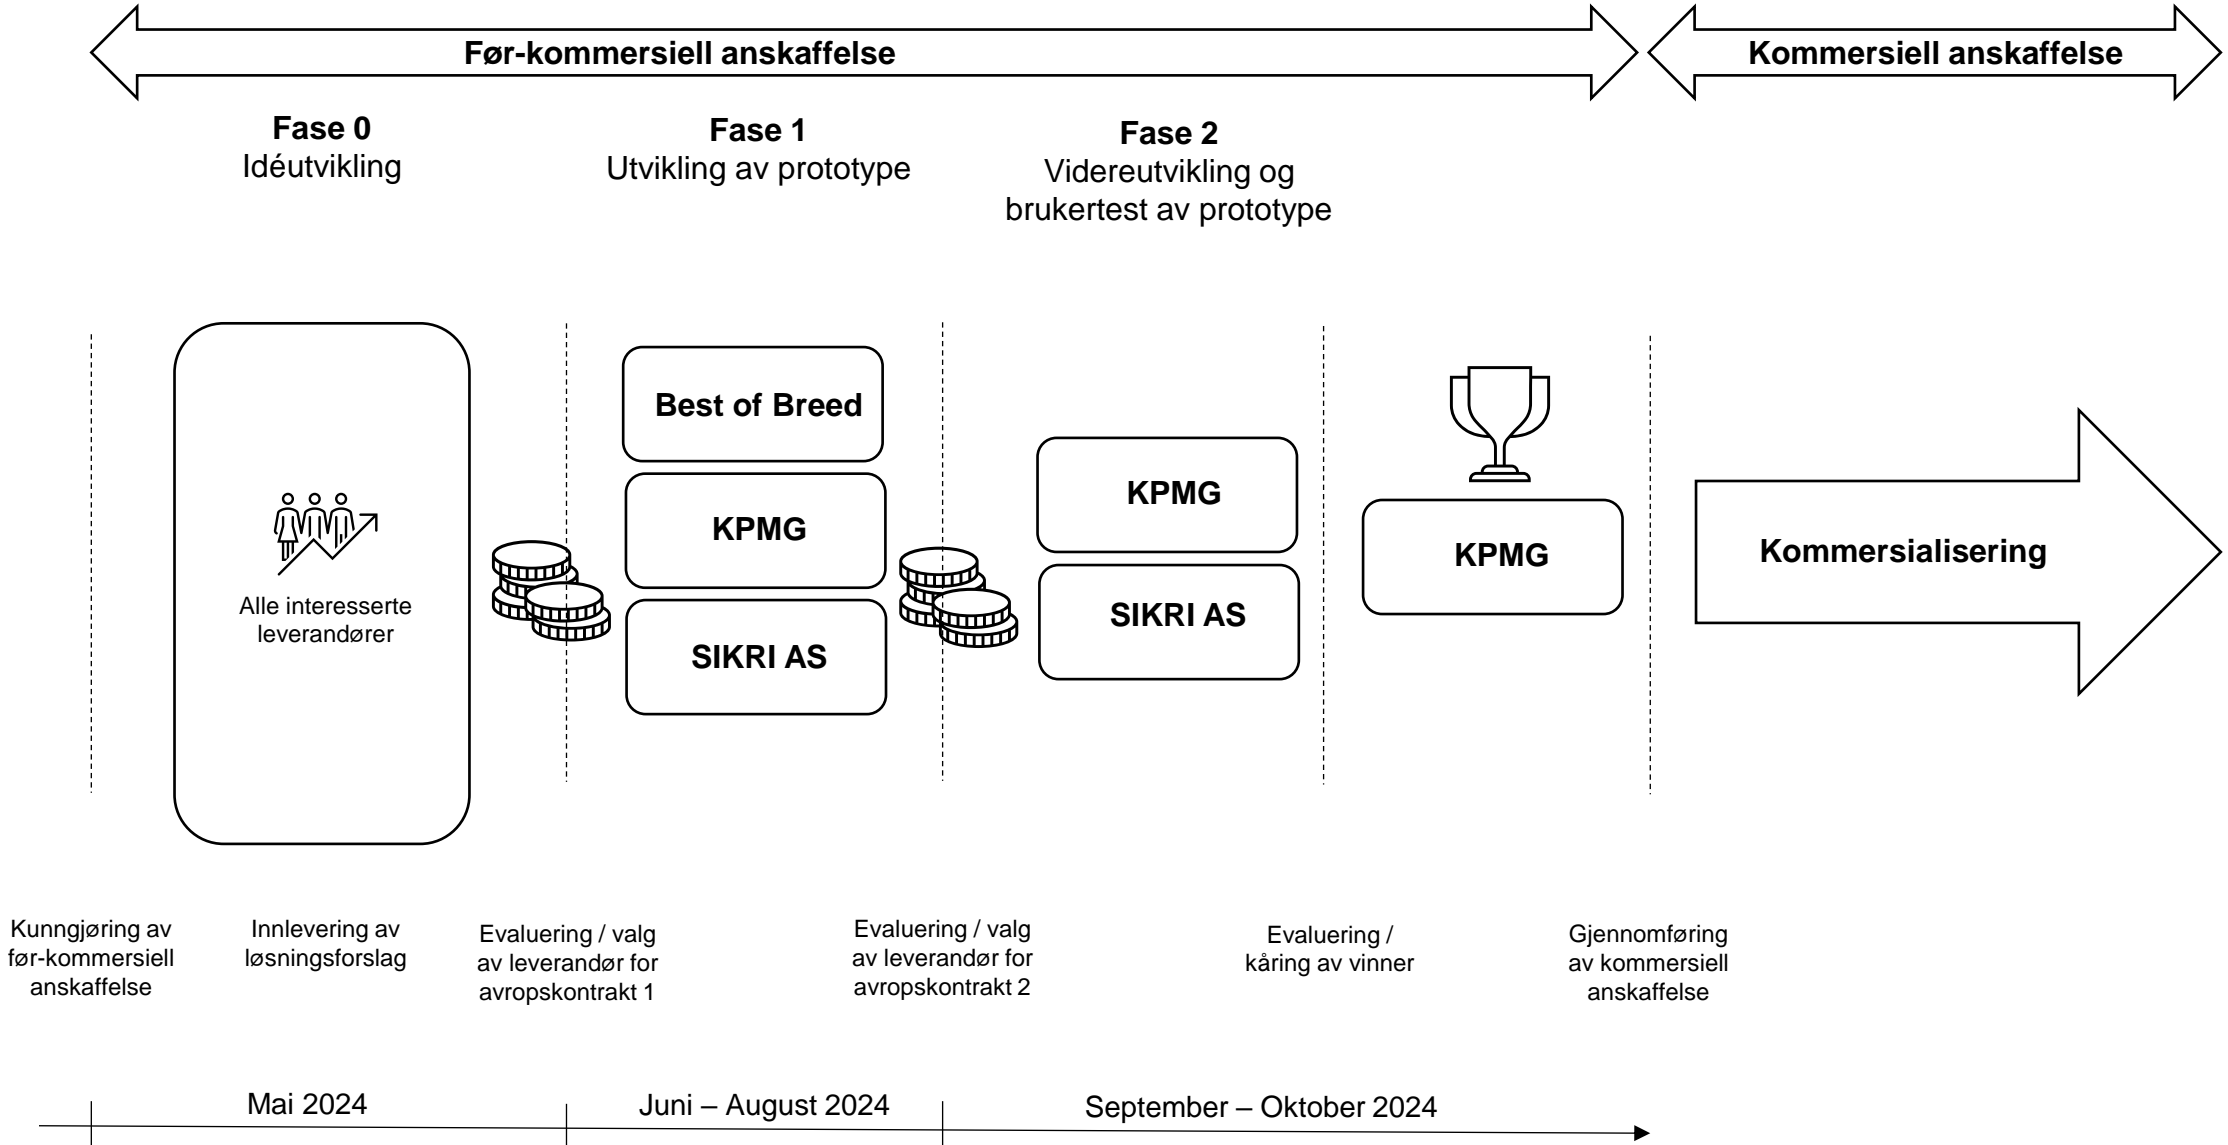 Før-kommersiell anskaffelse
Kommersiell anskaffelse
Fase 0
Idéutvikling
Fase 1
Utvikling av prototype
Fase 2
Videreutvikling og
brukertest av prototype
Alle interesserte
leverandører
Best of Breed
KPMG
SIKRI AS
KPMG
SIKRI AS
KPMG
Kommersialisering
Kunngjøring av
før-kommersiell
anskaffelse
Innlevering av
løsningsforslag
Evaluering / valg
av leverandør for
avropskontrakt 1
Evaluering / valg
av leverandør for
avropskontrakt 2
Evaluering /
kåring av vinner
Gjennomføring
av kommersiell
anskaffelse
Mai 2024
Juni – August 2024
September – Oktober 2024